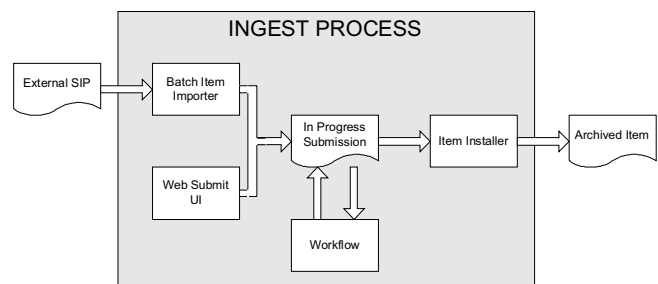 INGEST PROCESS
External SIP
Batch Item
Importer
In Progress
Submission
Item Installer
Archived Item
Web Submit
UI
Workflow